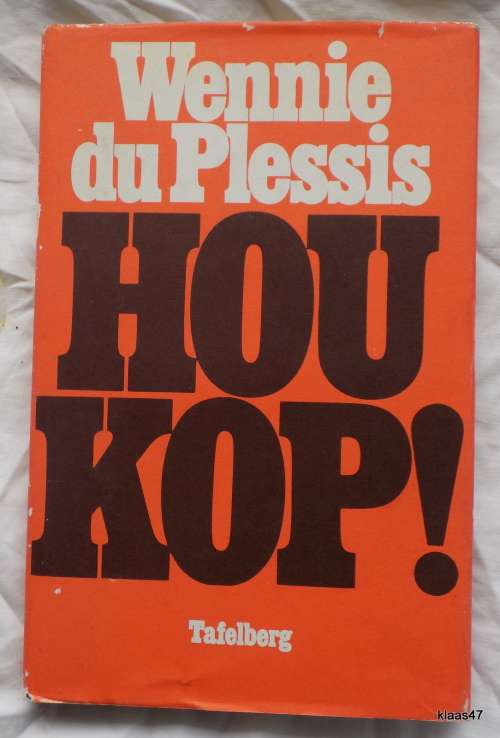 Wennie
du Plessis
HOU
KOP!
Tafelberg
klaas47